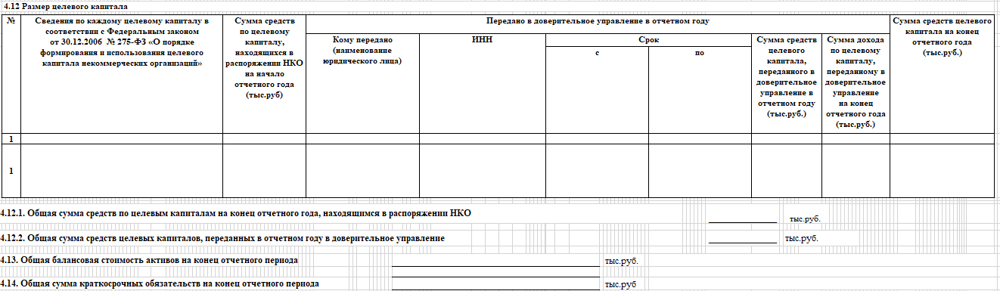 4.12 Размер целевого капитала
№
Сведения по каждому целевому капиталу в
соответствии с Федеральным законом
от 30.12.2006 № 275-ФЗ «О порядке
формирования и использования целевого
капитала некоммерческих организаций»
Сумма средств
по целевому
капиталу,
находящихся в
распоряжении НКО
на начало
отчетного года
(тыс.руб)
Передано в доверительное управление в отчетном году
Кому передано
(наименование
юридического лица)
ИНН
Срок
с
по
Сумма средств
целевого
капитала,
переданного в
доверительное
управление в
отчетном году
(тыс.руб.)
Сумма дохода
по целевому
капиталу,
переданному в
доверительное
управление
на конец
отчетного года
(тыс.руб.)
Сумма средств целевого
капитала на конец
отчетного года
(тыс.руб.)
1
1
4.12.1. Общая сумма средств по целевым капиталам на конец отчетного года, находящимся в распоряжении НКО тыс.руб.
4.12.2. Общая сумма средств целевых капиталов, переданных в отчетном году в доверительное управление тыс.руб.
4.13. Общая балансовая стоимость активов на конец отчетного периода тыс.руб.
4.14. Общая сумма краткосрочных обязательств на конец отчетного периода тыс.руб